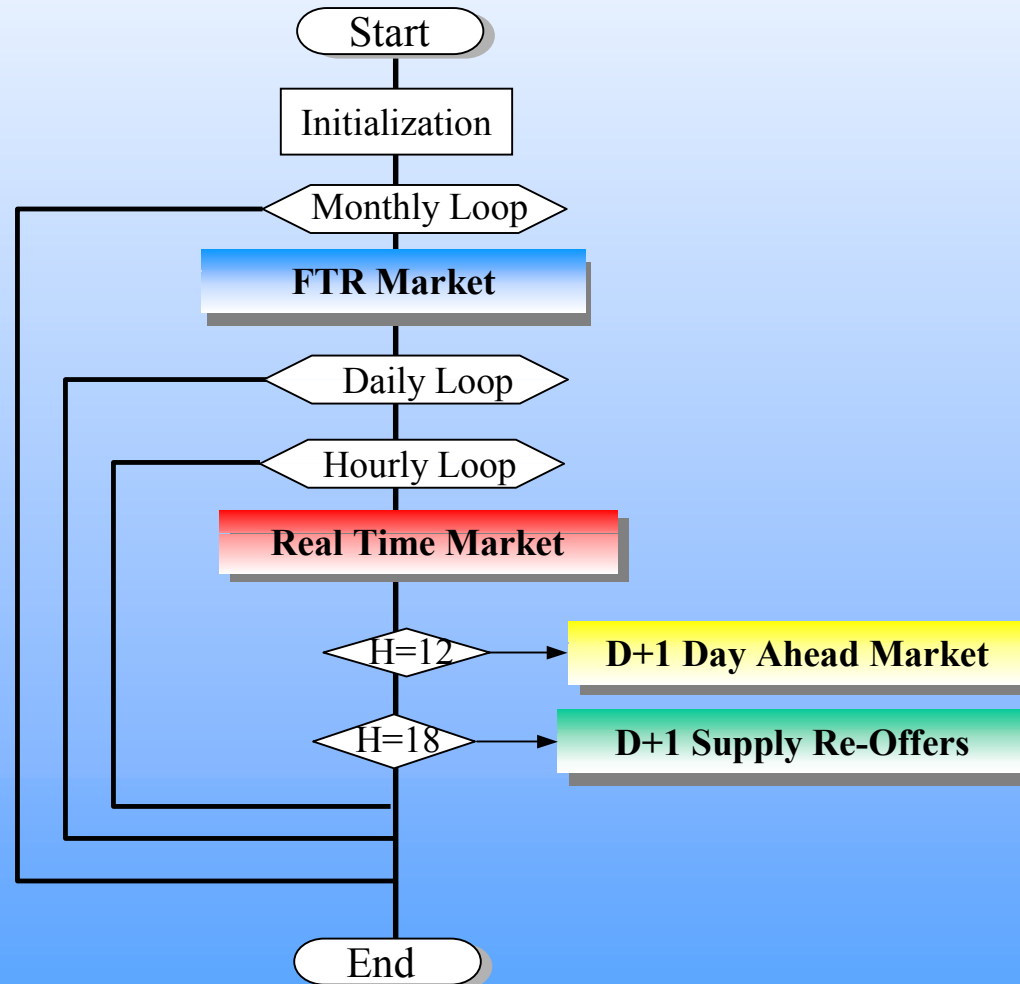 Start
Initialization
Monthly Loop
FTR Market
Daily Loop
Hourly Loop
Real Time Market
H=12
D+1 Day Ahead Market
H=18
D+1 Supply Re-Offers
End